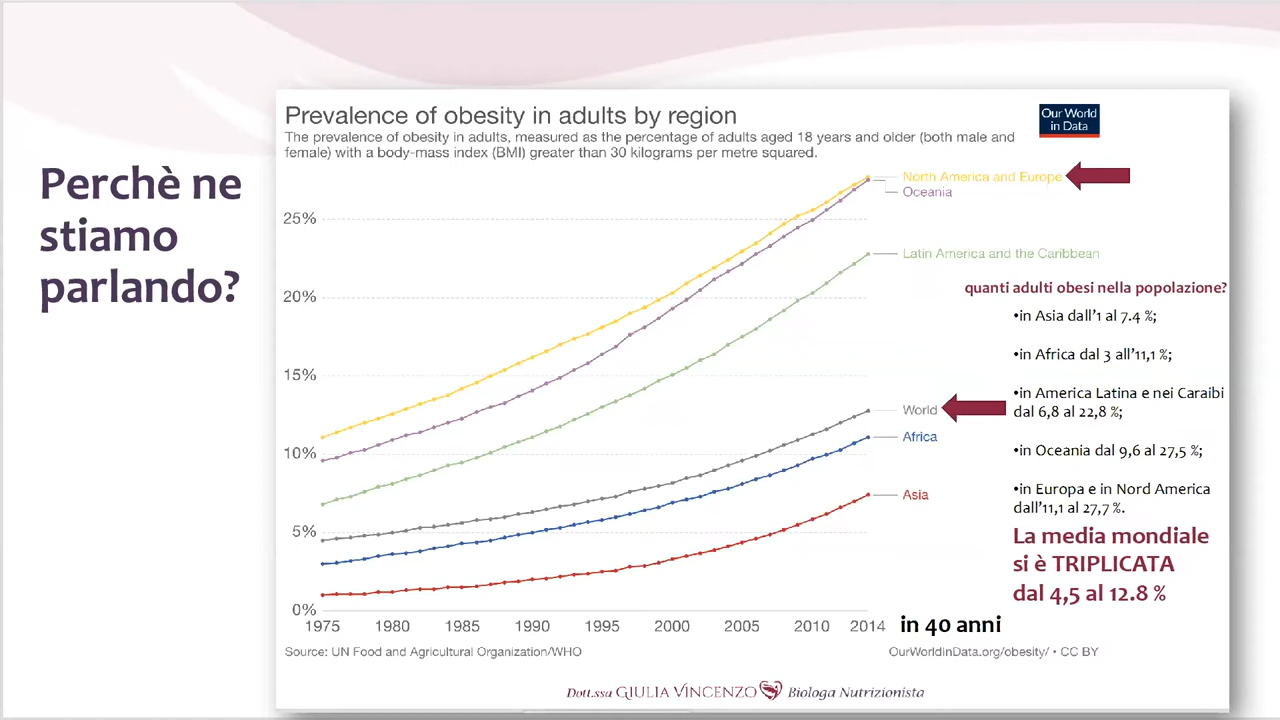 Perchè ne
stiamo
parlando?
Prevalence of obesity in adults by region
The prevalence of obesity in adults, measured as the percentage of adults aged 18 years and older (both male and
female) with a body-mass index (BMI) greater than 30 kilograms per metre squared.
Our World
in Data
North America and Europe
Oceania
25%
Latin America and the Caribbean
20%
15%
World
Africa
10%
Asia
5%
0%
1975 1980 1985 1990 1995 2000 2005 2010 2014
quanti adulti obesi nella popolazione?
•in Asia dall'1 al 7.4 %;
•in Africa dal 3 all'11,1 %;
•in America Latina e nei Caraibi
dal 6,8 al 22,8 %;
•in Oceania dal 9,6 al 27,5 %;
•in Europa e in Nord America
dall'11,1 al 27,7 %.
La media mondiale
si è TRIPLICATA
dal 4,5 al 12.8 %
in 40 anni
Source: UN Food and Agricultural Organization/WHO
OurWorldInData.org/obesity/ • CC BY
Dott.ssa GIULIA VINCENZO Biologa Nutrizionista